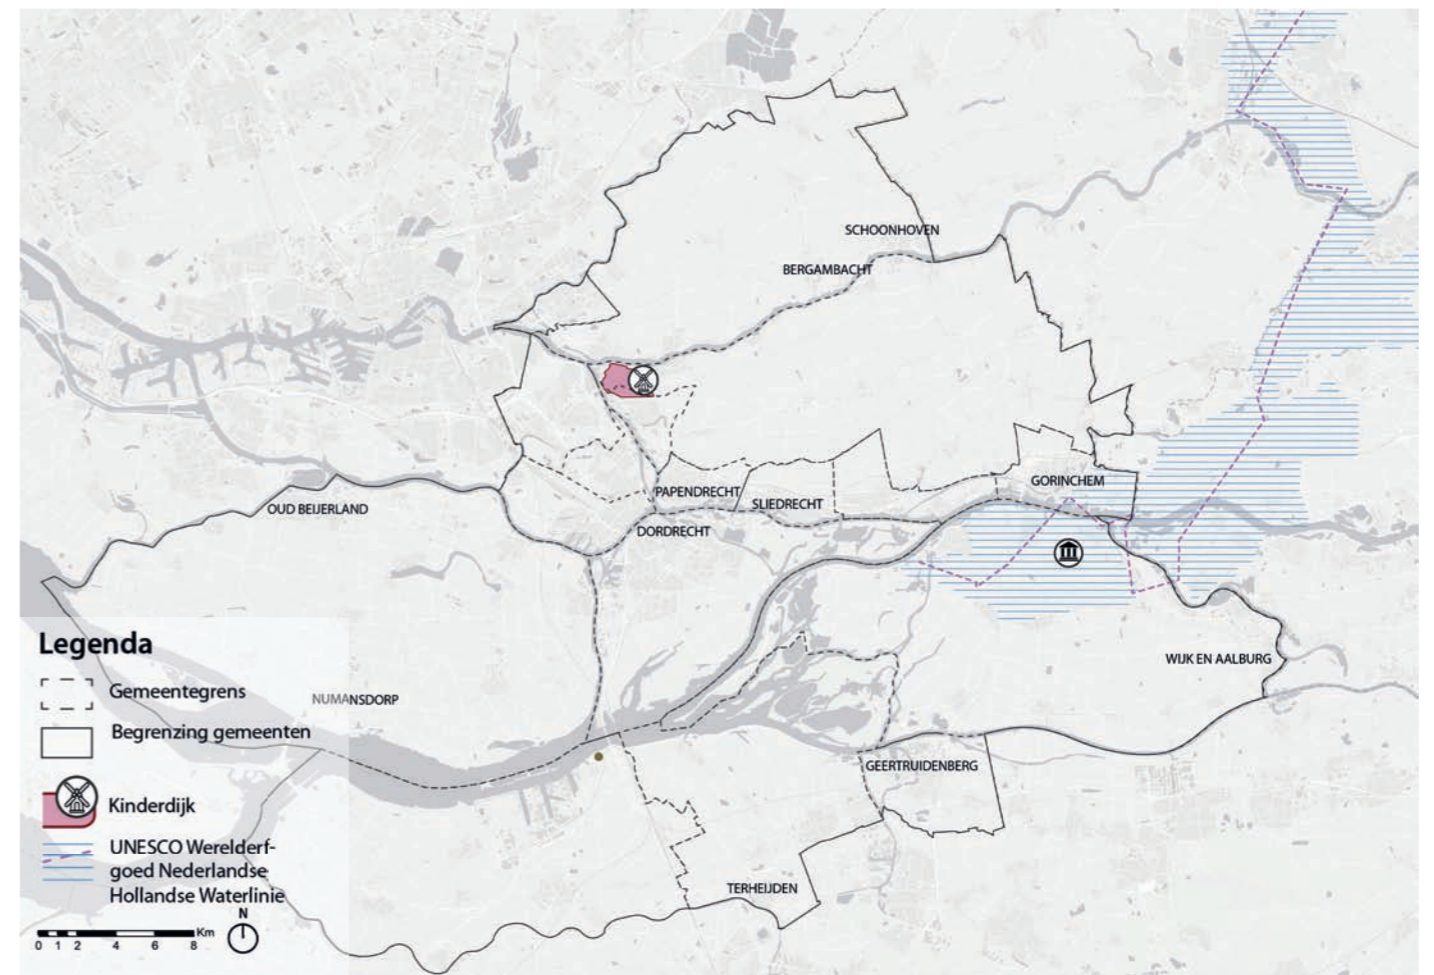 SCHOONHOVEN
BERGAMBACHT
GORINCHEM
PAPENDRECHT
SLIEDRECHT
OUD BEIJERLAND
DORDRECHT
WIJK EN AALBURG
NUMANSDORP
GEERTRUIDENBERG
TERHEIJDEN
Legenda
Gemeentegrens
Begrenzing gemeenten
Kinderdijk
UNESCO Werelderf-
goed Nederlandse
Hollandse Waterlinie
N
Km
0 1 2 4 6 8